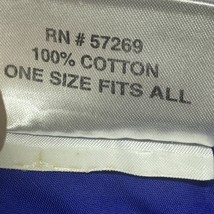 RN # 57269
100% COTTON
ONE SIZE FITS ALL